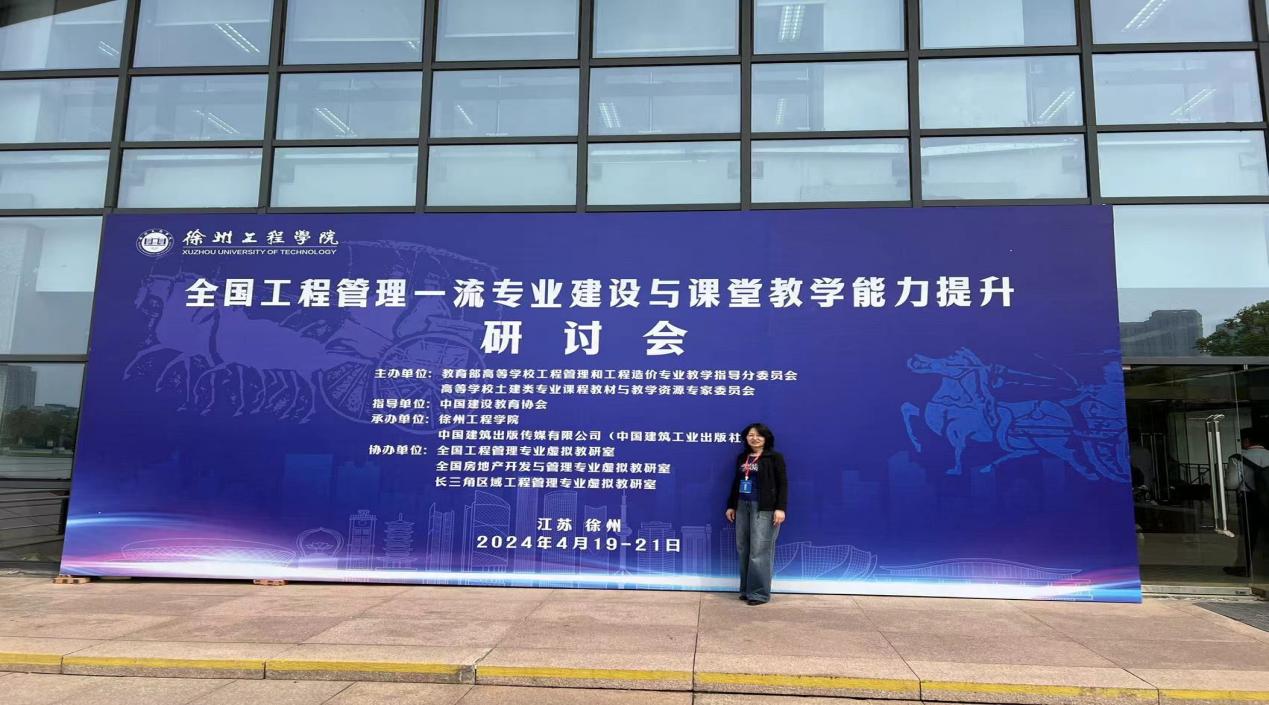 徐州工程学院
XUZHOU UNIVERSITY OF TECHNOLOGY
全国工程管理一流专业建设与课堂教学能力提升
研讨会
主办单位：教育部高等学校工程管理和工程造价专业教学指导分委员会
高等学校土建类专业课程教材与教学资源专家委员会
指导单位：中国建设教育协会
承办单位：徐州工程学院
中国建筑出版传媒有限公司（中国建筑工业出版社
协办单位：全国工程管理专业虚拟教研室
全国房地产开发与管理专业虚拟教研室
长三角区域工程管理专业虚拟教研室
江苏 徐州
2024年4月19-21日